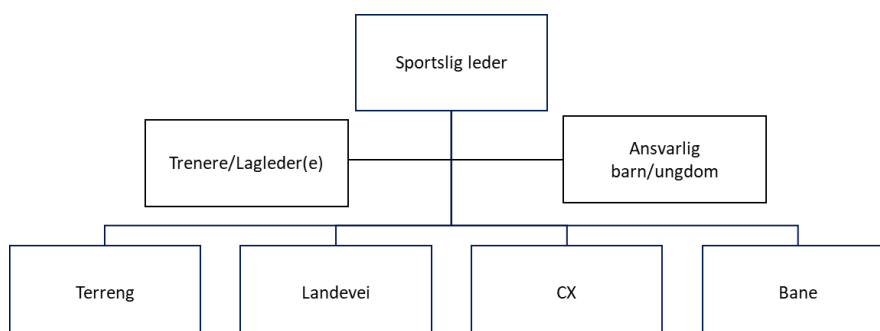 Sportslig leder
Trenere/Lagleder(e)
Ansvarlig
barn/ungdom
Terreng
Landevei
CX
Bane